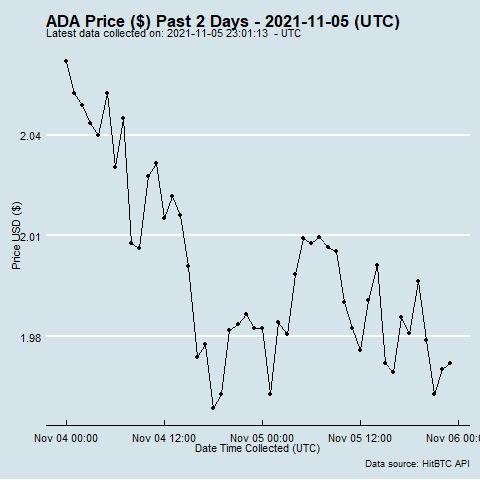 ADA Price ($) Past 2 Days - 2021-11-05 (UTC)
Latest data collected on: 2021-11-05 23:01:13 - UTC
2.04
2.01
1.98
Price USD ($)
Nov 04 00:00 Nov 04 12:00 Nov 05 00:00 Nov 05 12:00 Nov 06 00:0
Date Time Collected (UTC)
Data source: HitBTC API